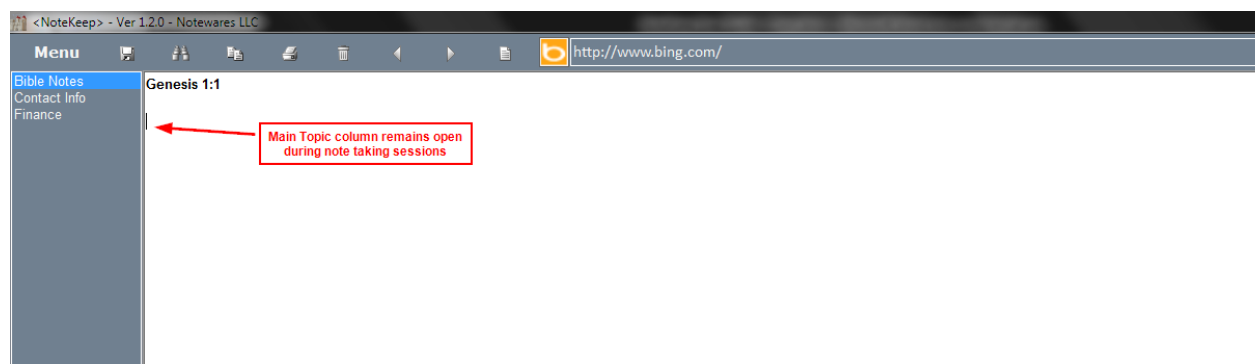 <NoteKeep> - Ver 1.2.0 - Notewares LLC
Menu
http://www.bing.com/
Bible Notes
Contact Info
Finance
Genesis 1:1
Main Topic column remains open
during note taking sessions